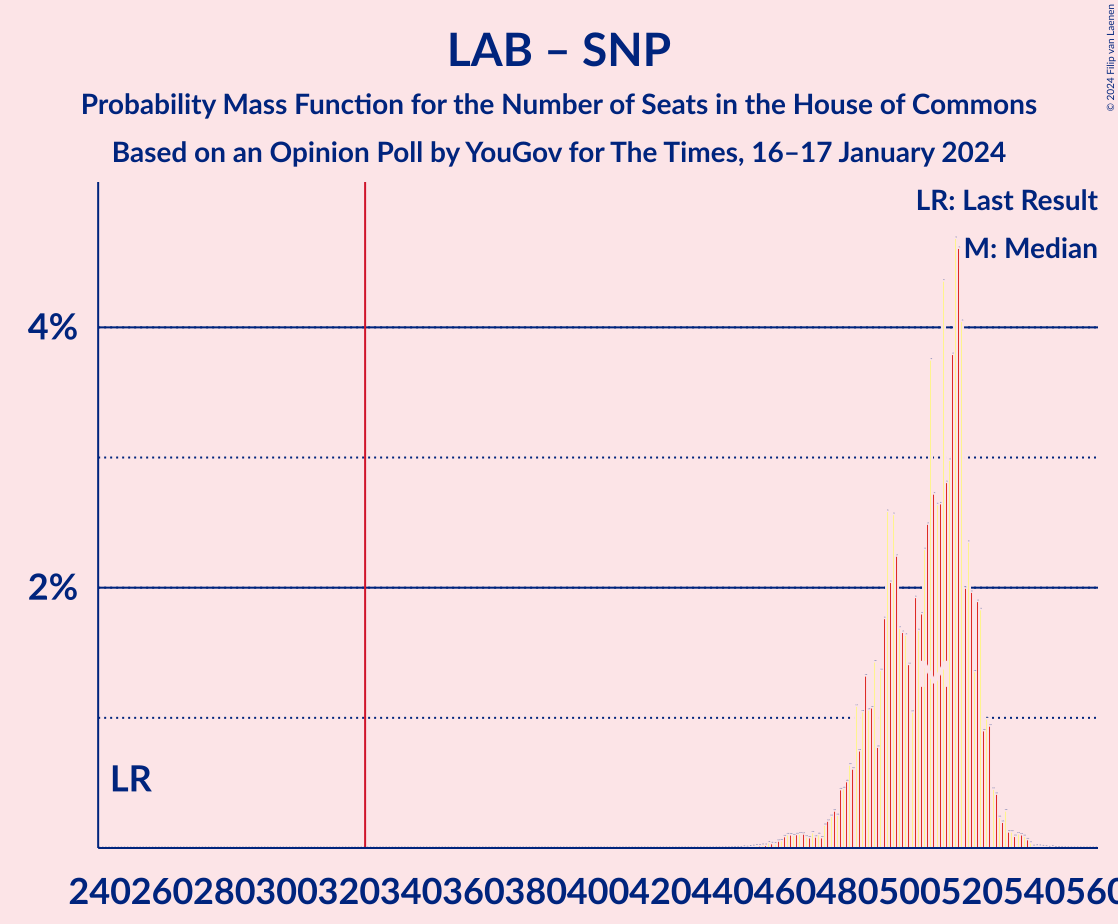 LAB – SNP
Probability Mass Function for the Number of Seats in the House of Commons
Based on an Opinion Poll by YouGov for The Times, 16–17 January 2024
© 2024 Filip van Laenen
LR: Last Result
M: Median
4%
2%
LR
240260280300320340360380400420440460480500520540560